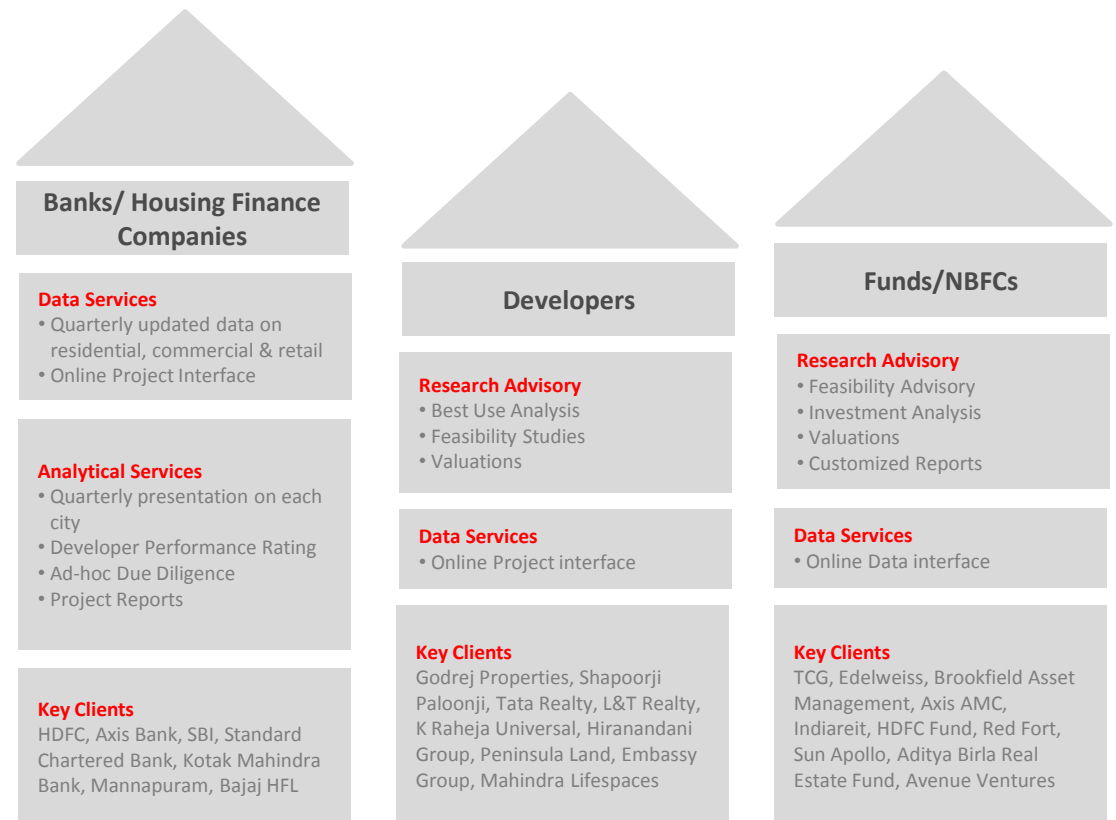 Banks/ Housing Finance
Companies
Data Services
• Quarterly updated data on
residential, commercial & retail
• Online Project Interface
Analytical Services
• Quarterly presentation on each
city
• Developer Performance Rating
• Ad-hoc Due Diligence
• Project Reports
Key Clients
HDFC, Axis Bank, SBI, Standard
Chartered Bank, Kotak Mahindra
Bank, Mannapuram, Bajaj HFL
Developers
Research Advisory
• Best Use Analysis
• Feasibility Studies
• Valuations
Data Services
• Online Project interface
Key Clients
Godrej Properties, Shapoorji
Paloonji, Tata Realty, L&T Realty,
K Raheja Universal, Hiranandani
Group, Peninsula Land, Embassy
Group, Mahindra Lifespaces
Funds/NBFCs
Research Advisory
• Feasibility Advisory
• Investment Analysis
• Valuations
• Customized Reports
Data Services
• Online Data interface
Key Clients
TCG, Edelweiss, Brookfield Asset
Management, Axis AMC,
Indiareit, HDFC Fund, Red Fort,
Sun Apollo, Aditya Birla Real
Estate Fund, Avenue Ventures